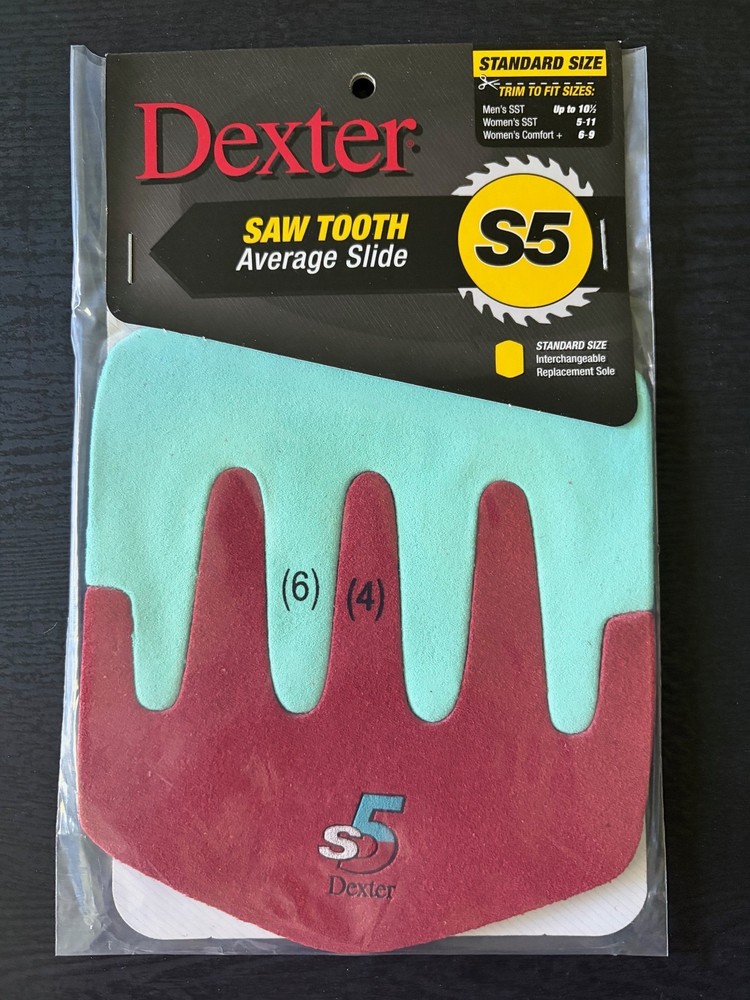 STANDARD SIZE
TRIM TO FIT SIZES:
Men's SST Up to 10½
Women's SST 5-11
Women's Comfort + 6-9
Dexter
SAW TOOTH
Average Slide
S5
STANDARD SIZE
Interchangeable
Replacement Sole
(6) (4)
S5
Dexter